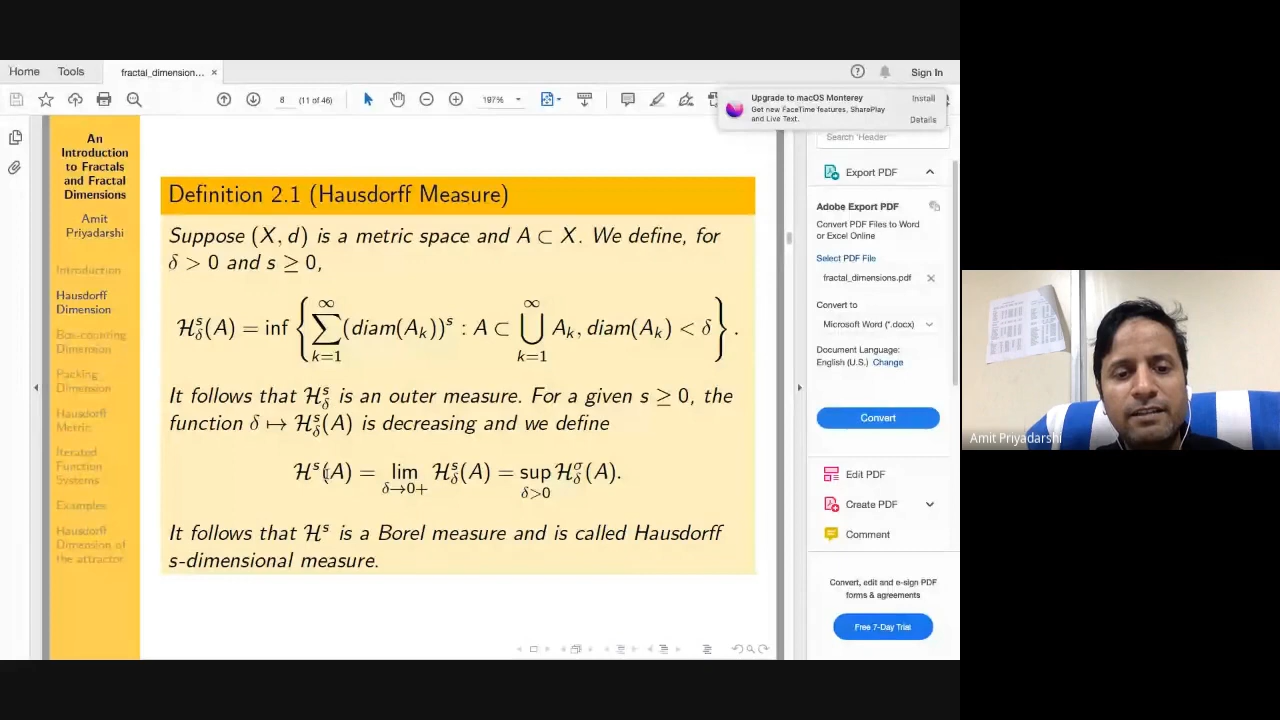 Home Tools fractal_dimension... ×
Sign In
8 (11 of 46) 197%
Upgrade to macOS Monterey
Get new FaceTime features, SharePlay
and Live Text.
Install
Details
An
Introduction
to Fractals
and Fractal
Dimensions
Amit
Priyadarshi
Introduction
Hausdorff
Dimension
Box-counting
Dimension
Packing
Dimension
Hausdorff
Metric
Iterated
Function
Systems
Examples
Hausdorff
Dimension of
the attractor
Definition 2.1 (Hausdorff Measure)
Suppose (X, d) is a metric space and A ⊂ X. We define, for
δ > 0 and s ≥ 0,
ℋˢ_δ(A) = inf { ∑_{k=1}^{∞} (diam(A_k))ˢ : A ⊂ ⋃_{k=1}^{∞} A_k, diam(A_k) < δ } .
It follows that ℋˢ_δ is an outer measure. For a given s ≥ 0, the
function δ ↦ ℋˢ_δ(A) is decreasing and we define
ℋˢ(A) = lim_{δ→0+} ℋˢ_δ(A) = sup_{δ>0} ℋ^σ_δ(A).
It follows that ℋˢ is a Borel measure and is called Hausdorff
s-dimensional measure.
Search 'Header
Export PDF
Adobe Export PDF
Convert PDF Files to Word
or Excel Online
Select PDF File
fractal_dimensions.pdf ×
Convert to
Microsoft Word (*.docx)
Document Language:
English (U.S.) Change
Convert
Edit PDF
Create PDF
Comment
Convert, edit and e-sign PDF
forms & agreements
Free 7-Day Trial
Amit Priyadarshi